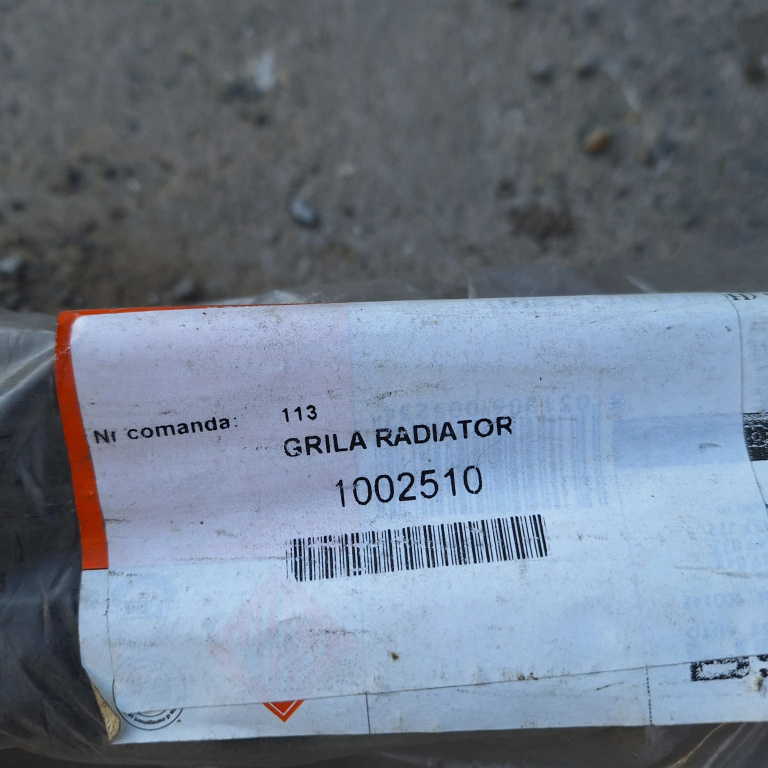 Nr comanda: 113
GRILA RADIATOR
1002510